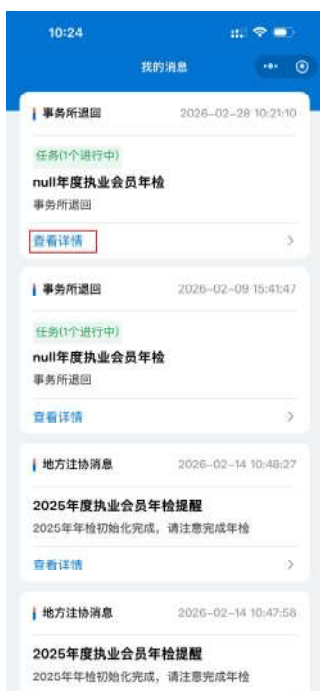 10:24
我的消息
事务所退回 2026-02-28 10:21:10
任务(1个进行中)
null年度执业会员年检
事务所退回
查看详情
事务所退回 2026-02-09 15:41:47
任务(1个进行中)
null年度执业会员年检
事务所退回
查看详情
地方注协消息 2026-02-14 10:48:27
2025年度执业会员年检提醒
2025年年检初始化完成，请注意完成年检
查看详情
地方注协消息 2026-02-14 10:47:58
2025年度执业会员年检提醒
2025年年检初始化完成，请注意完成年检